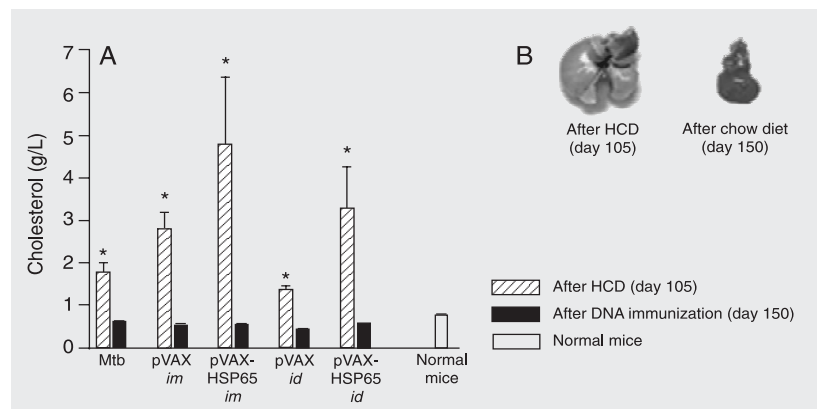 A
Cholesterol (g/L)
7
6
5
4
3
2
1
0
*
*
*
*
*
Mtb
pVAX
im
pVAX-
HSP65
im
pVAX
id
pVAX-
HSP65
id
Normal
mice
B
After HCD
(day 105)
After chow diet
(day 150)
After HCD (day 105)
After DNA immunization (day 150)
Normal mice